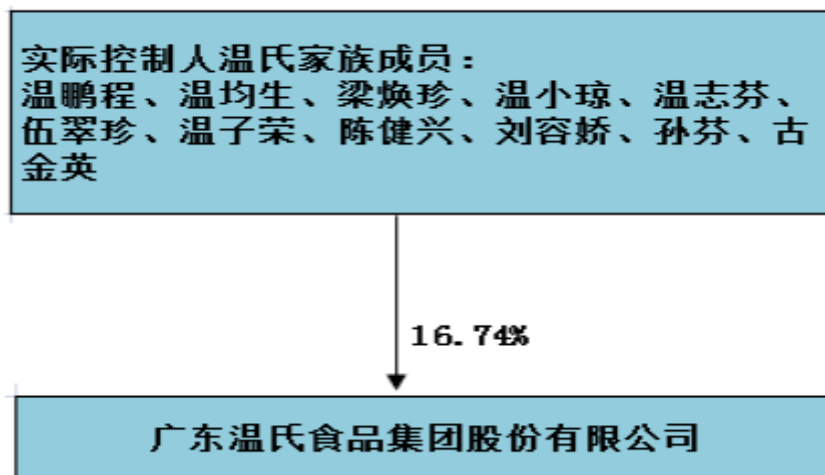 实际控制人温氏家族成员：
温鹏程、温均生、梁焕珍、温小琼、温志芬、
伍翠珍、温子荣、陈健兴、刘容娇、孙芬、古
金英
16.74%
广东温氏食品集团股份有限公司